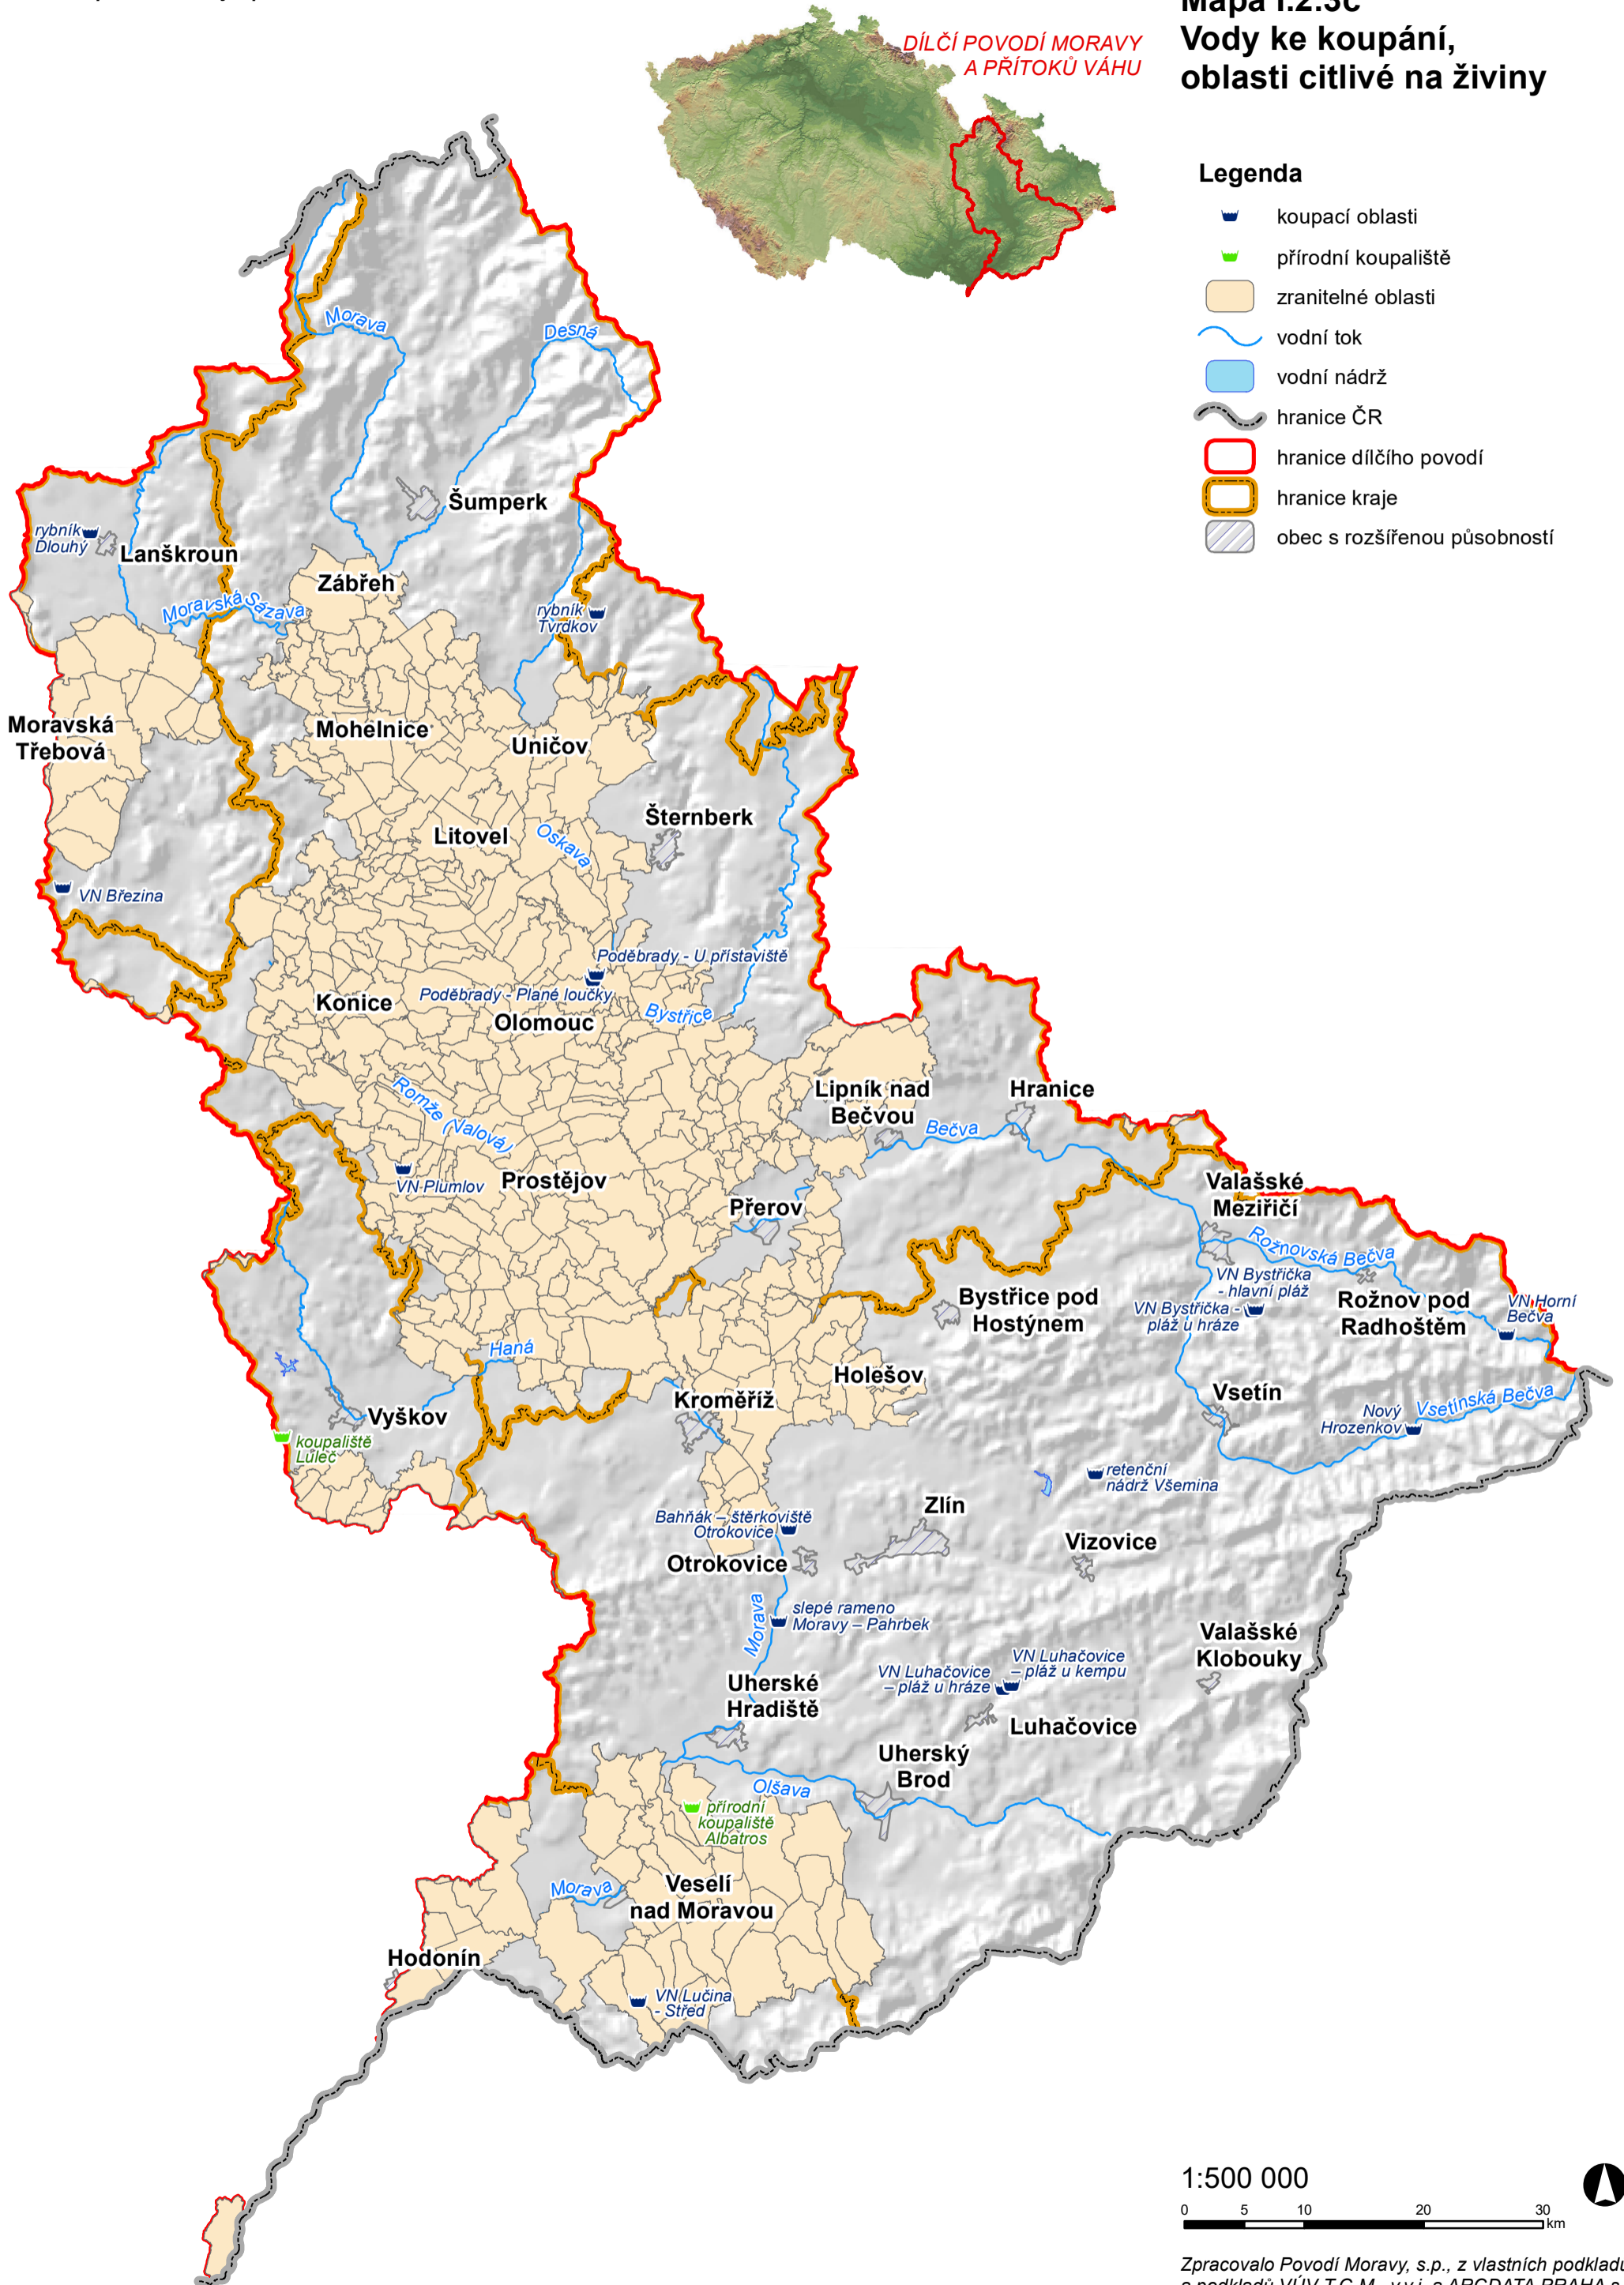 DÍLČÍ POVODÍ MORAVY
A PŘÍTOKŮ VÁHU
Mapa I.2.3c
Vody ke koupání,
oblasti citlivé na živiny
Legenda
koupací oblasti
přírodní koupaliště
zranitelné oblasti
vodní tok
vodní nádrž
hranice ČR
hranice dílčího povodí
hranice kraje
obec s rozšířenou působností
Morava
Desná
Šumperk
rybník
Dlouhý
Lanškroun
Zábřeh
Moravská Sázava
rybník
Tvrdkov
Moravská
Třebová
Mohelnice
Uničov
Šternberk
Litovel
Oskava
VN Březina
Poděbrady - U přístaviště
Poděbrady - Plané loučky
Konice
Olomouc
Bystřice
Lipník nad
Bečvou
Hranice
Romže (Valová)
Bečva
VN Plumlov
Prostějov
Přerov
Valašské
Meziříčí
Rožnovská Bečva
VN Bystřička
- hlavní pláž
VN Bystřička -
pláž u hráze
Bystřice pod
Hostýnem
Rožnov pod
Radhoštěm
VN Horní
Bečva
Haná
Holešov
Kroměříž
Vsetín
Vyškov
Nový
Hrozenkov
Vsetínská Bečva
koupaliště
Luleč
retenční
nádrž Všemina
Zlín
Bahňák – štěrkoviště
Otrokovice
Vizovice
Otrokovice
slepé rameno
Moravy – Pahrbek
Morava
Valašské
Klobouky
VN Luhačovice
– pláž u kempu
VN Luhačovice
– pláž u hráze
Uherské
Hradiště
Luhačovice
Uherský
Brod
Olšava
přírodní
koupaliště
Albatros
Veselí
nad Moravou
Morava
Hodonín
VN Lučina
- Střed
1:500 000
0 5 10 20 30
km
Zpracovalo Povodí Moravy, s.p., z vlastních podkladů